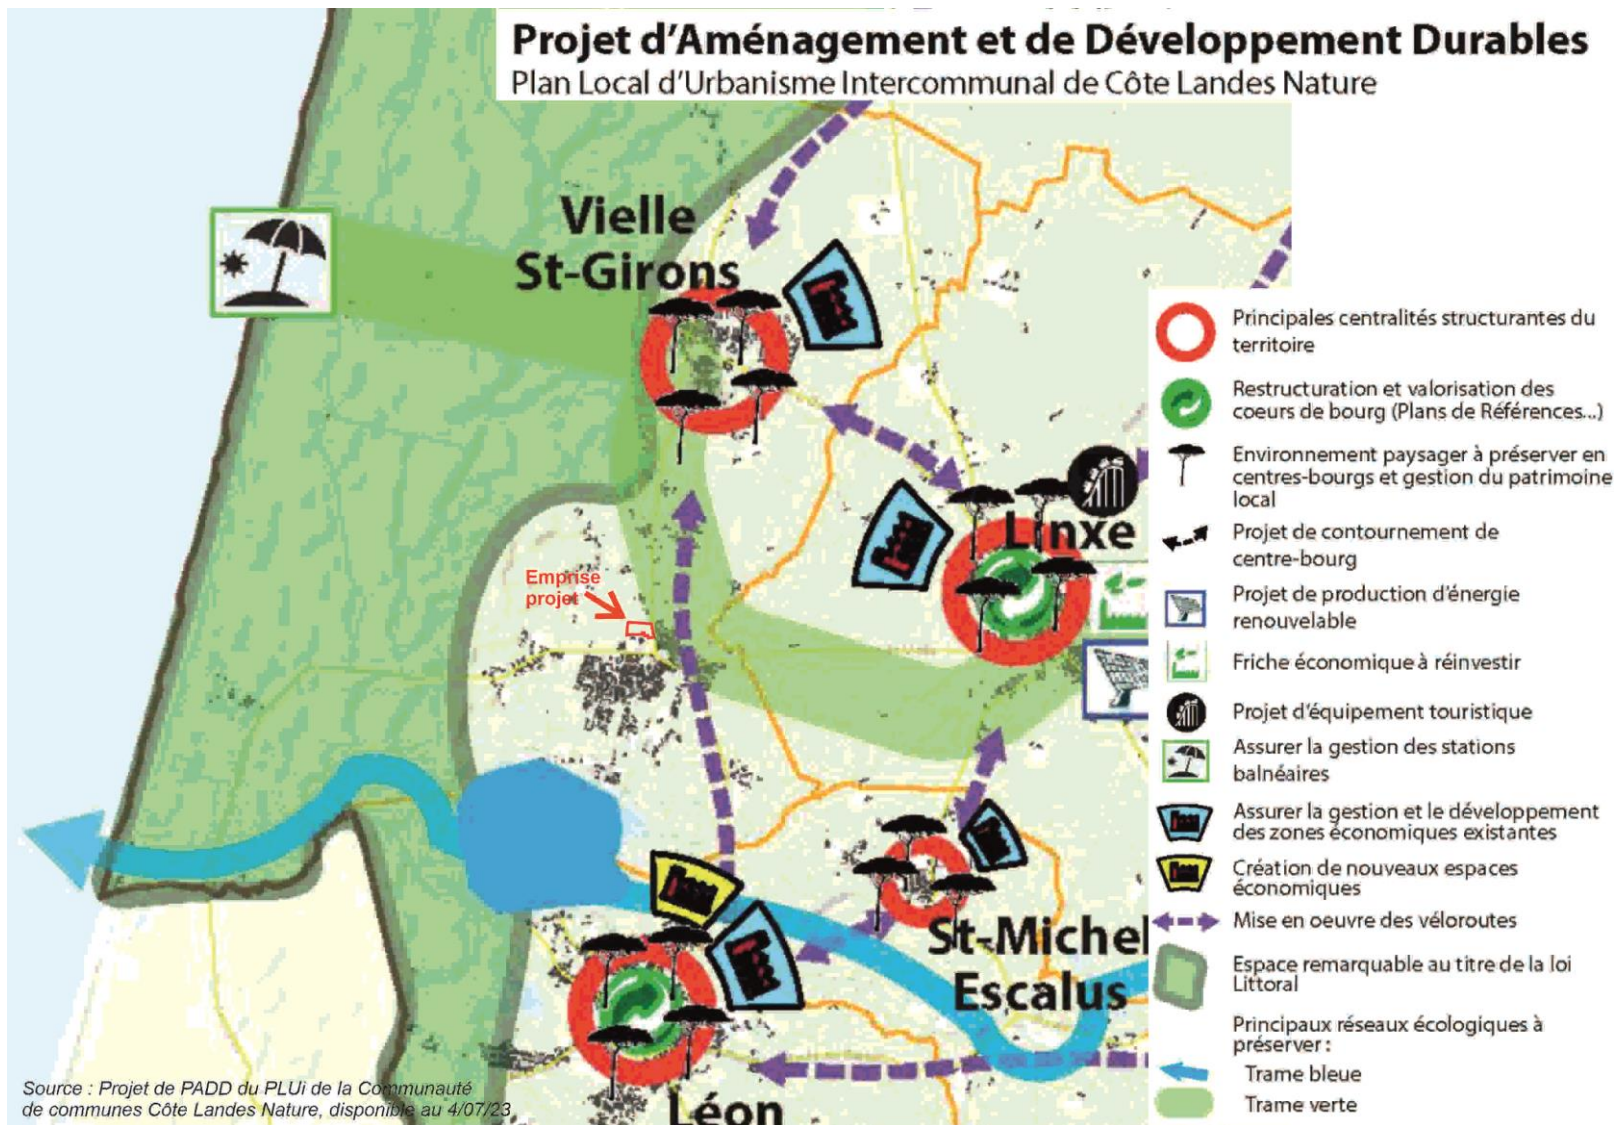 Projet d'Aménagement et de Développement Durables
Plan Local d'Urbanisme Intercommunal de Côte Landes Nature
Vielle
St-Girons
Linxe
Emprise
projet
St-Michel
Escalus
Léon
Principales centralités structurantes du
territoire
Restructuration et valorisation des
coeurs de bourg (Plans de Références...)
Environnement paysager à préserver en
centres-bourgs et gestion du patrimoine
local
Projet de contournement de
centre-bourg
Projet de production d'énergie
renouvelable
Friche économique à réinvestir
Projet d'équipement touristique
Assurer la gestion des stations
balnéaires
Assurer la gestion et le développement
des zones économiques existantes
Création de nouveaux espaces
économiques
Mise en oeuvre des véloroutes
Espace remarquable au titre de la loi
Littoral
Principaux réseaux écologiques à
préserver :
Trame bleue
Trame verte
Source : Projet de PADD du PLUi de la Communauté
de communes Côte Landes Nature, disponible au 4/07/23